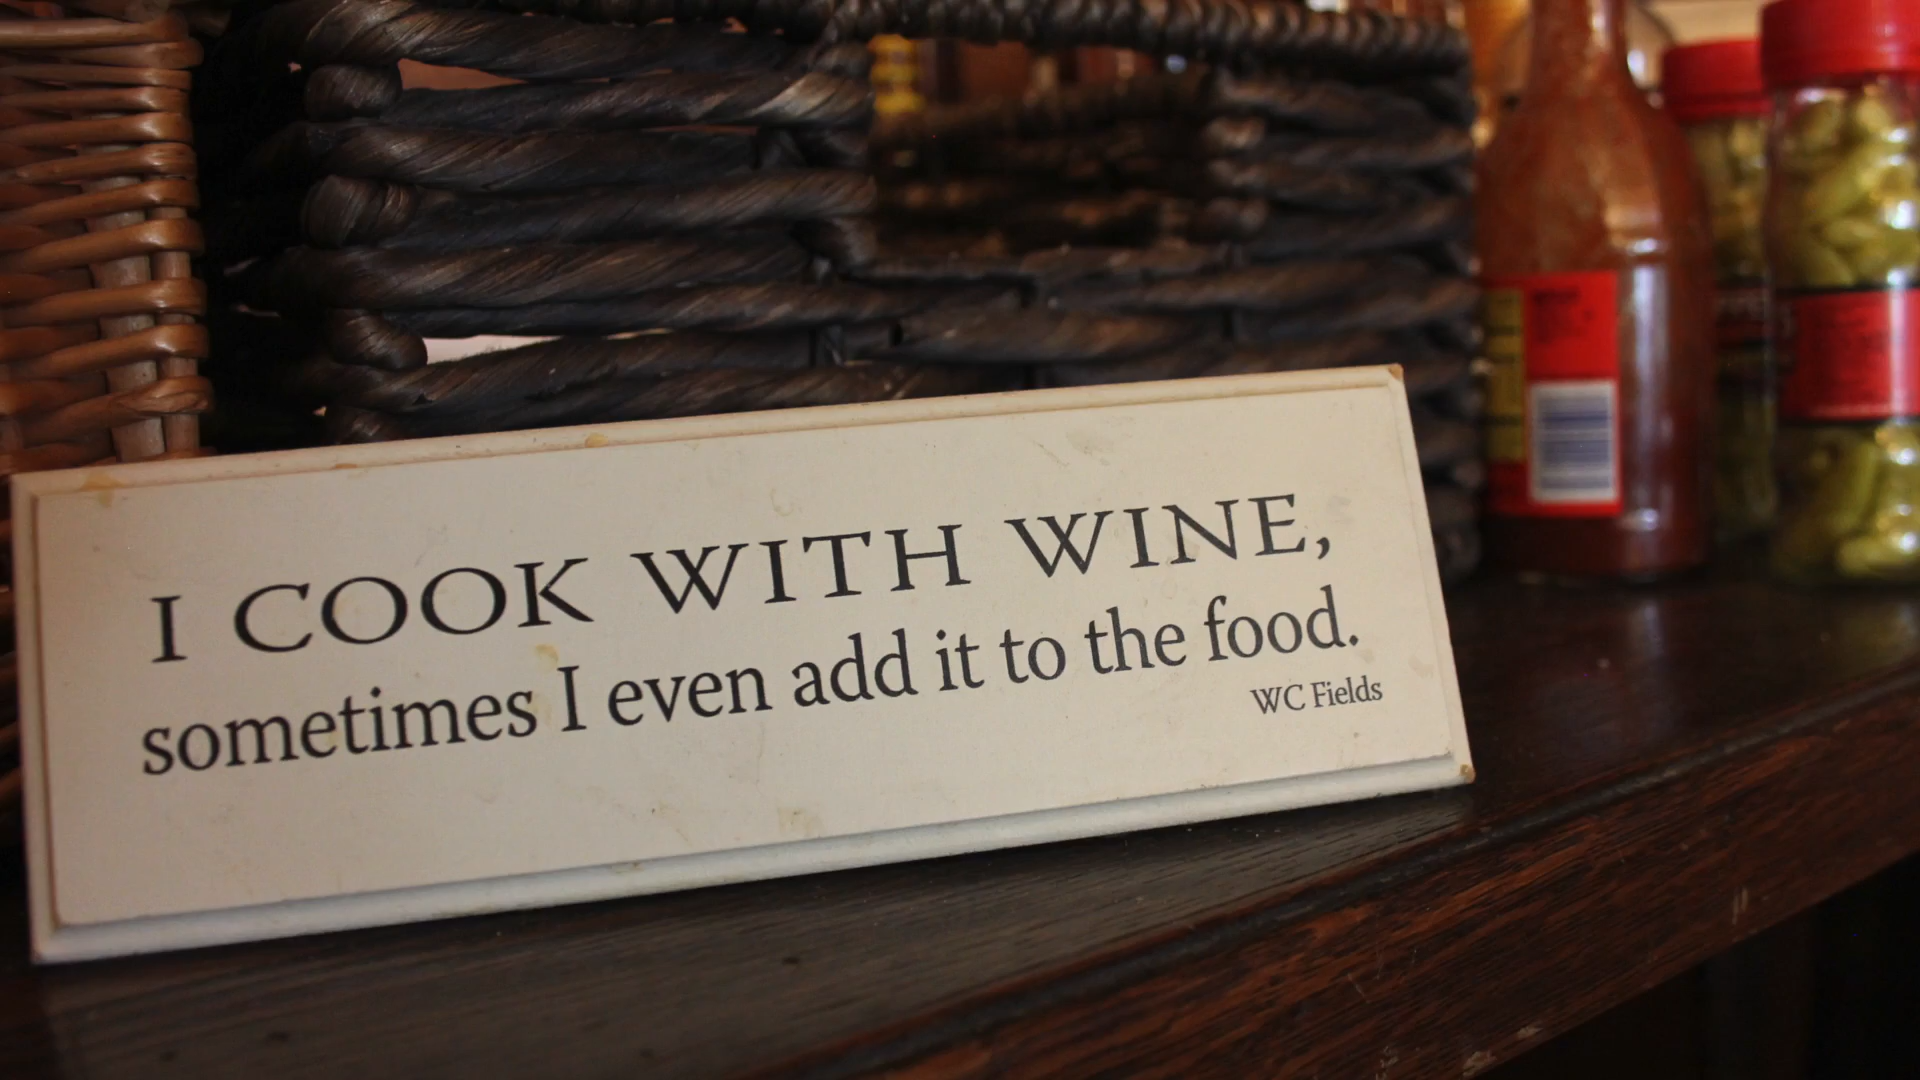 I COOK WITH WINE,
sometimes I even add it to the food.
WC Fields